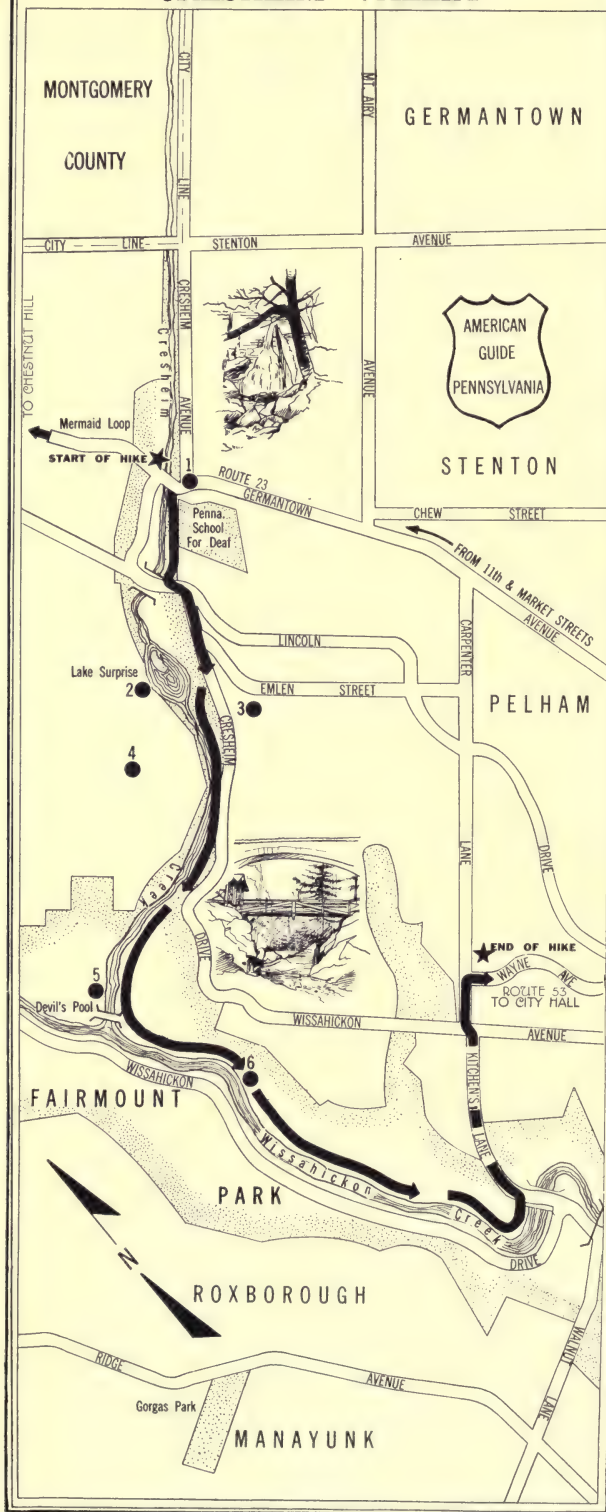 MONTGOMERY
COUNTY
CITY
LINE
MT. AIRY
GERMANTOWN
CITY LINE
STENTON
AVENUE
TO CHESTNUT HILL
CRESHEIM
Cresheim
AVENUE
AVENUE
AMERICAN
GUIDE
PENNSYLVANIA
Mermaid Loop
START OF HIKE
1
ROUTE 23
GERMANTOWN
STENTON
Penna.
School
For Deaf
CHEW STREET
FROM 11th & MARKET STREETS
AVENUE
LINCOLN
CARPENTER
Lake Surprise
2
EMLEN STREET
3
PELHAM
CRESHEIM
4
LANE
DRIVE
Creek
DRIVE
END OF HIKE
WAYNE AVE
5
ROUTE 53
TO CITY HALL
Devil's Pool
WISSAHICKON
AVENUE
6
WISSAHICKON
KITCHEN'S
LANE
FAIRMOUNT
Wissahickon
PARK
Creek
DRIVE
N
ROXBOROUGH
RIDGE
AVENUE
WALNUT
LANE
Gorgas Park
MANAYUNK